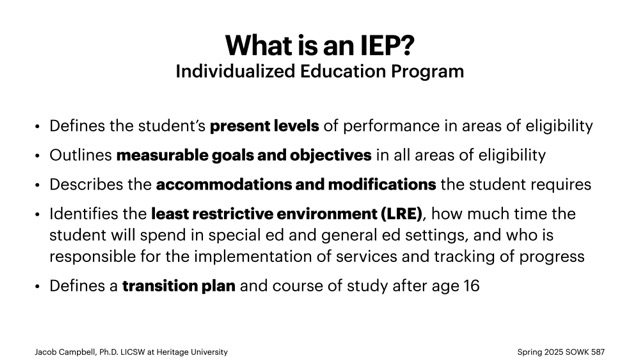 What is an IEP?
Individualized Education Program
• Defines the student’s present levels of performance in areas of eligibility
• Outlines measurable goals and objectives in all areas of eligibility
• Describes the accommodations and modifications the student requires
• Identifies the least restrictive environment (LRE), how much time the
student will spend in special ed and general ed settings, and who is
responsible for the implementation of services and tracking of progress
• Defines a transition plan and course of study after age 16
Jacob Campbell, Ph.D. LICSW at Heritage University
Spring 2025 SOWK 587